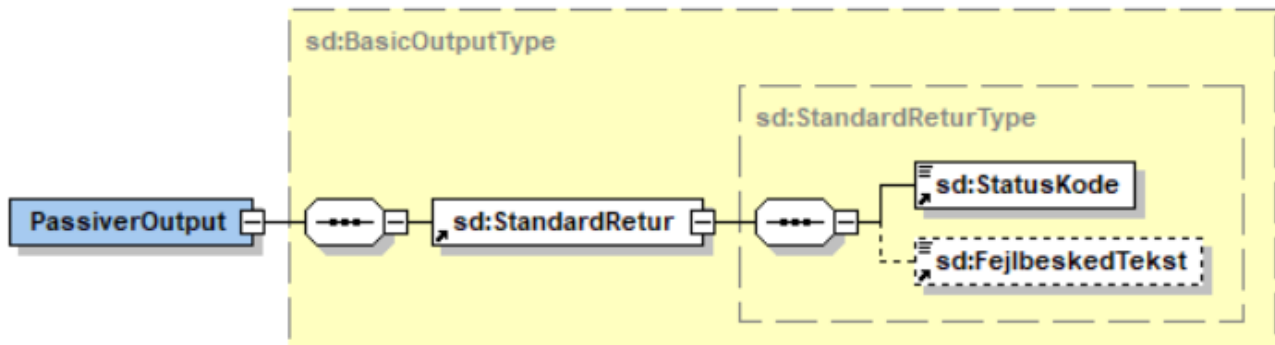 sd:BasicOutputType
sd:StandardReturType
sd:StatusKode
PassiverOutput
sd:StandardRetur
sd:FejlbeskedTekst